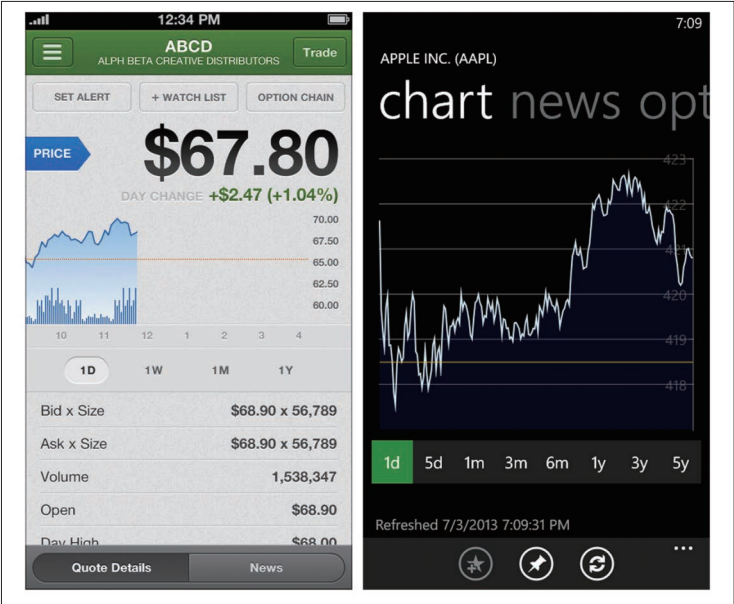 12:34 PM
ABCD
ALPH BETA CREATIVE DISTRIBUTORS
Trade
SET ALERT
+ WATCH LIST
OPTION CHAIN
PRICE
$67.80
DAY CHANGE +$2.47 (+1.04%)
70.00
67.50
65.00
62.50
60.00
10 11 12 1 2 3 4
1D 1W 1M 1Y
Bid x Size $68.90 x 56,789
Ask x Size $68.90 x 56,789
Volume 1,538,347
Open $68.90
Day High $68.00
Quote Details
News
7:09
APPLE INC. (AAPL)
chart news opt
423
422
421
420
419
418
1d 5d 1m 3m 6m 1y 3y 5y
Refreshed 7/3/2013 7:09:31 PM